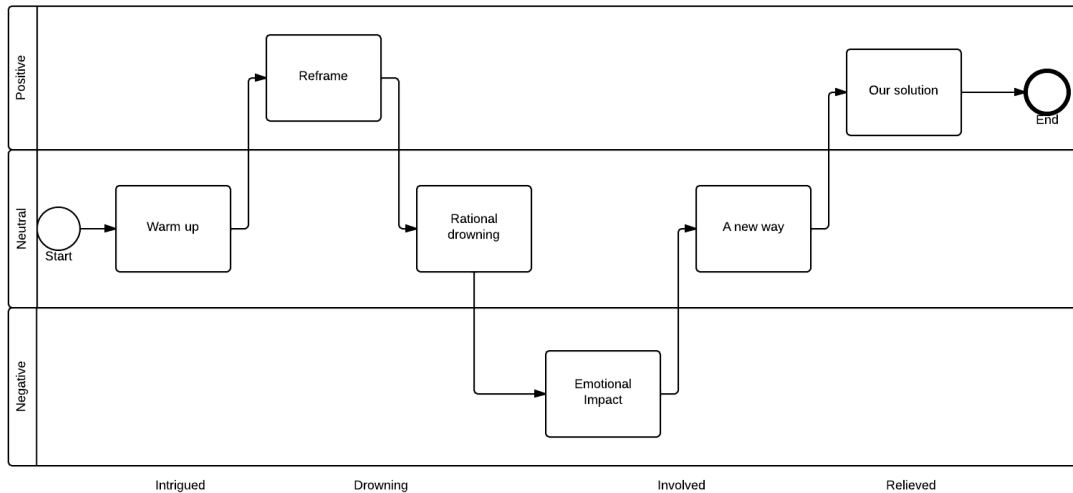 Positive
Reframe
Our solution
End
Neutral
Start
Warm up
Rational
drowning
A new way
Negative
Emotional
Impact
Intrigued
Drowning
Involved
Relieved